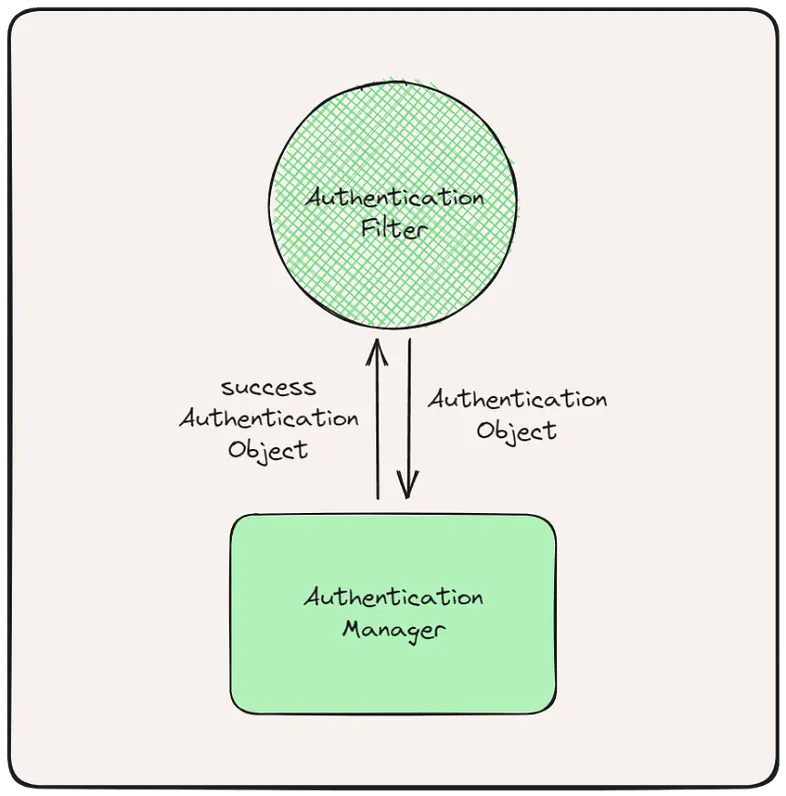 Authentication
Filter
success
Authentication
Object
Authentication
Object
Authentication
Manager